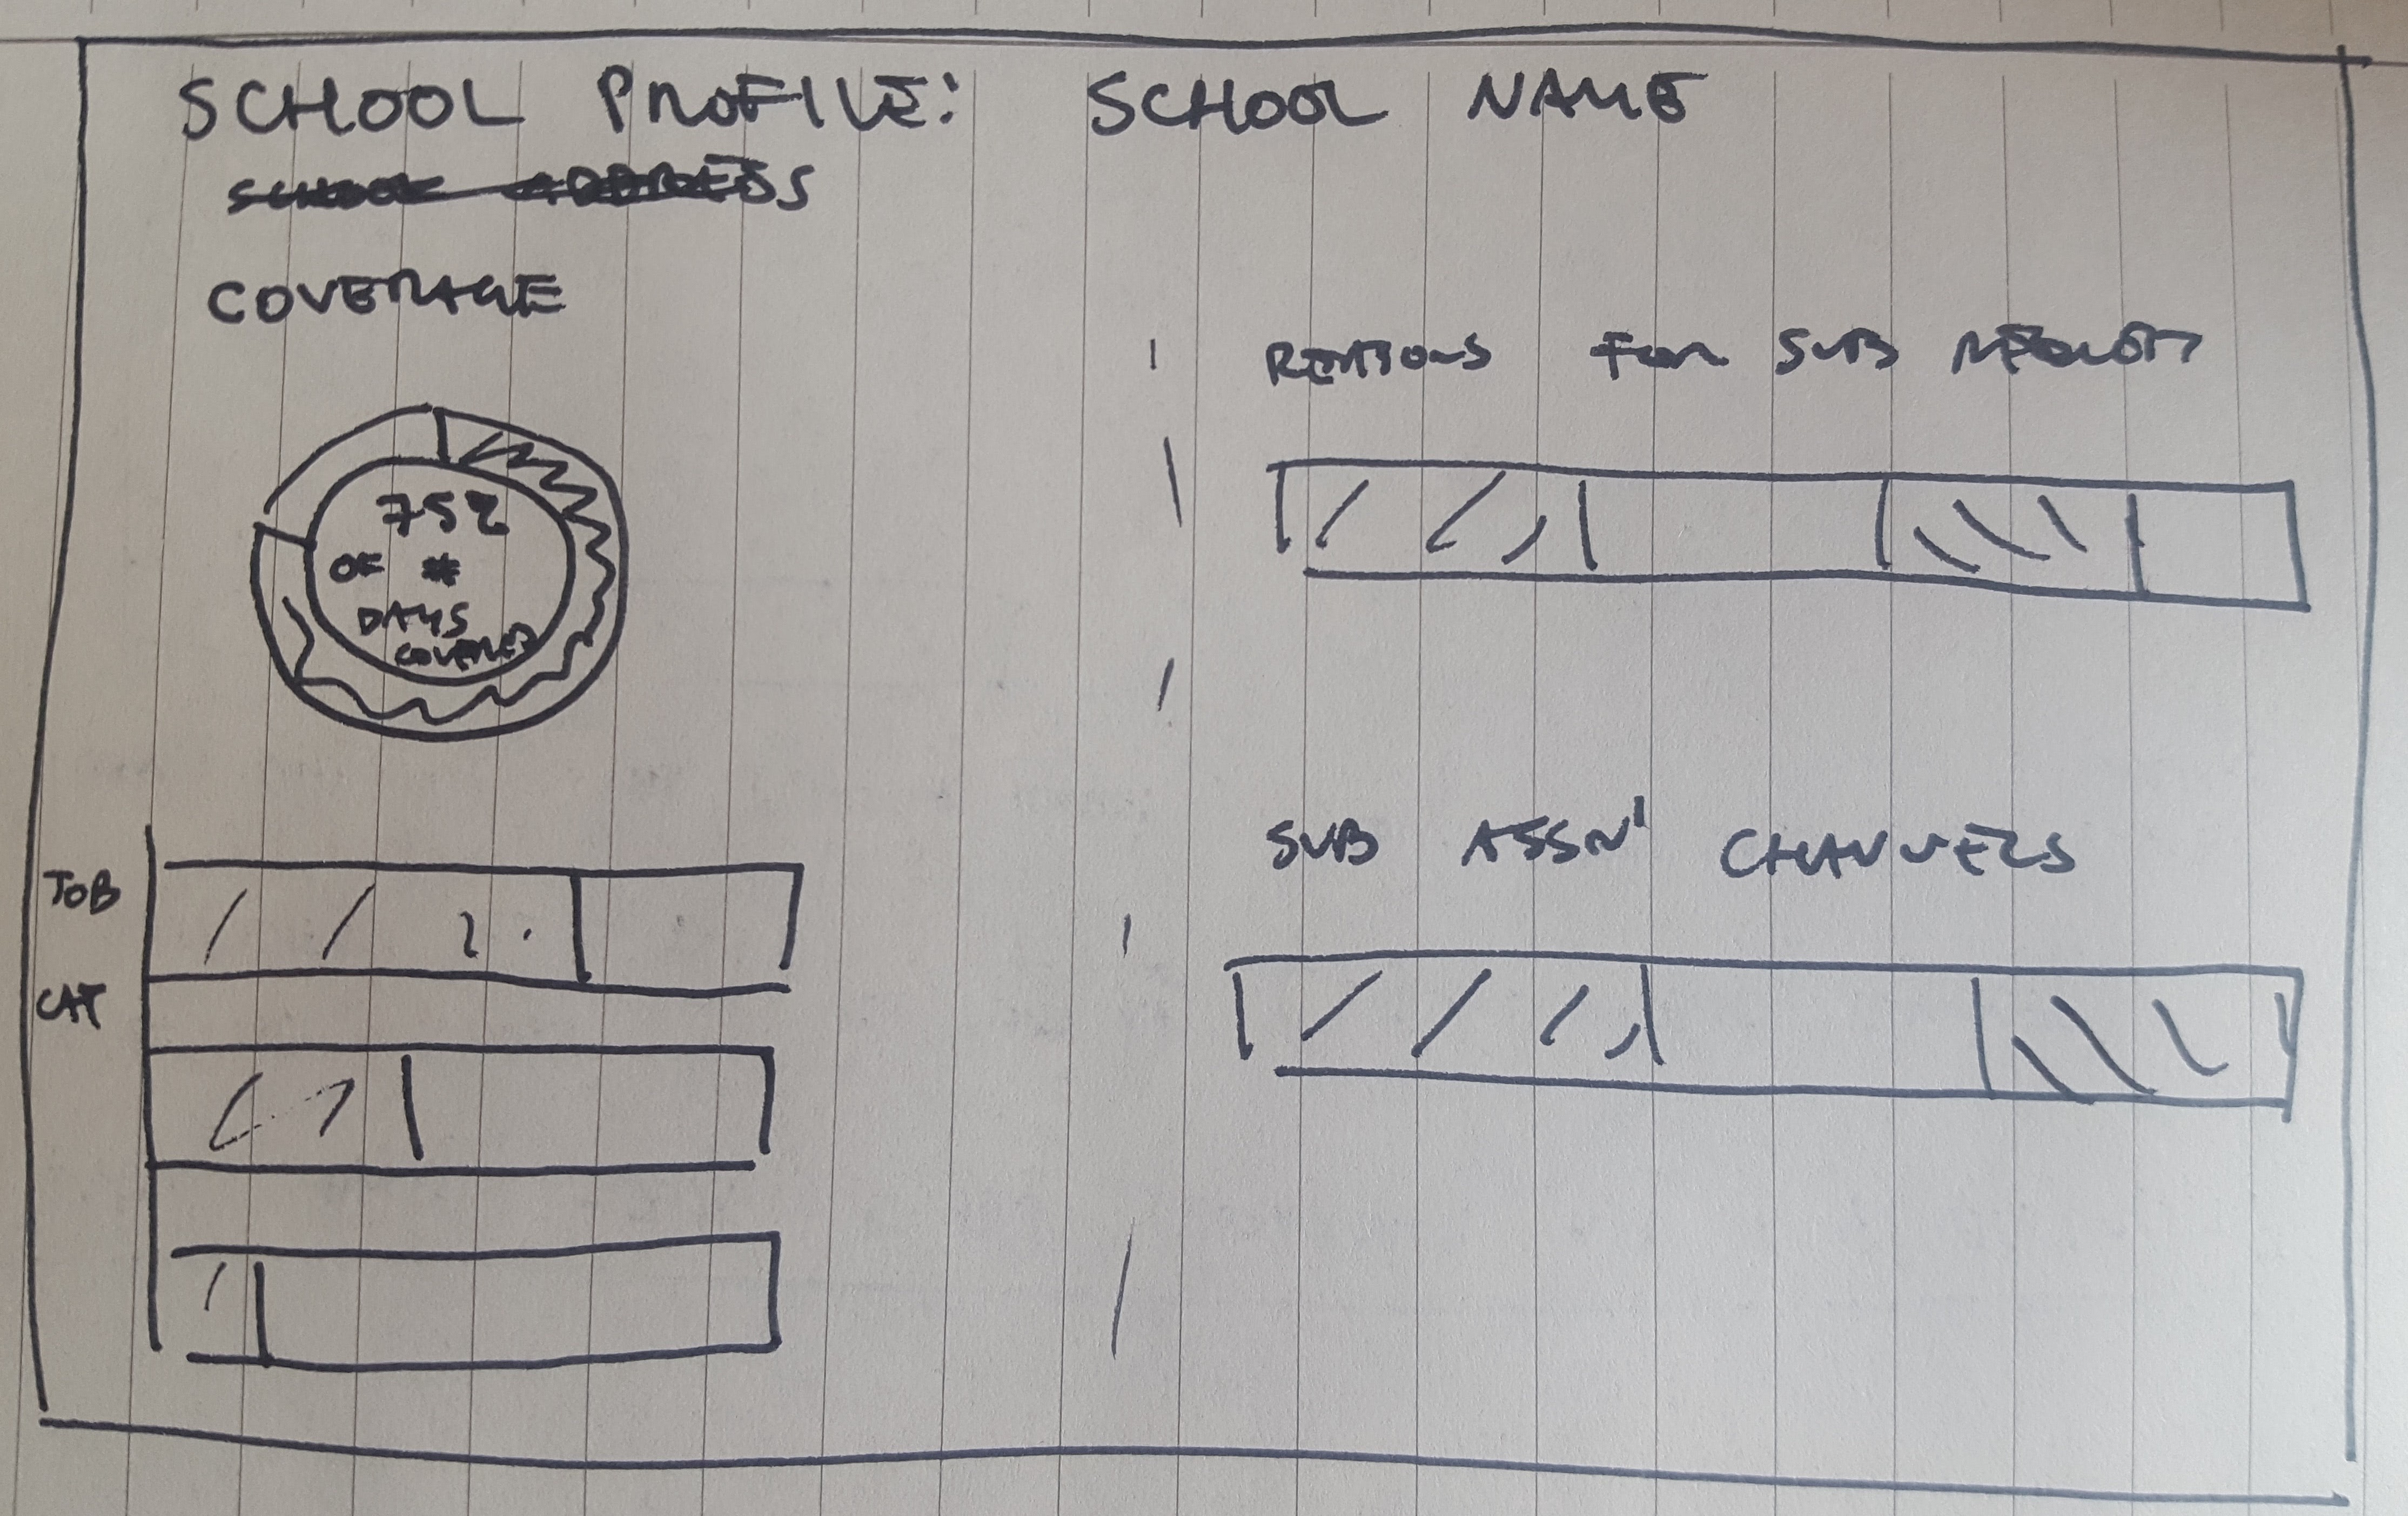 SCHOOL PROFILE: SCHOOL NAME
SCHOOL ADDRESS
COVERAGE
75%
OF #
DAYS
COVERED
JOB
CAT
REASONS FOR SUB REQUEST
SUB ASSN' CHANNELS